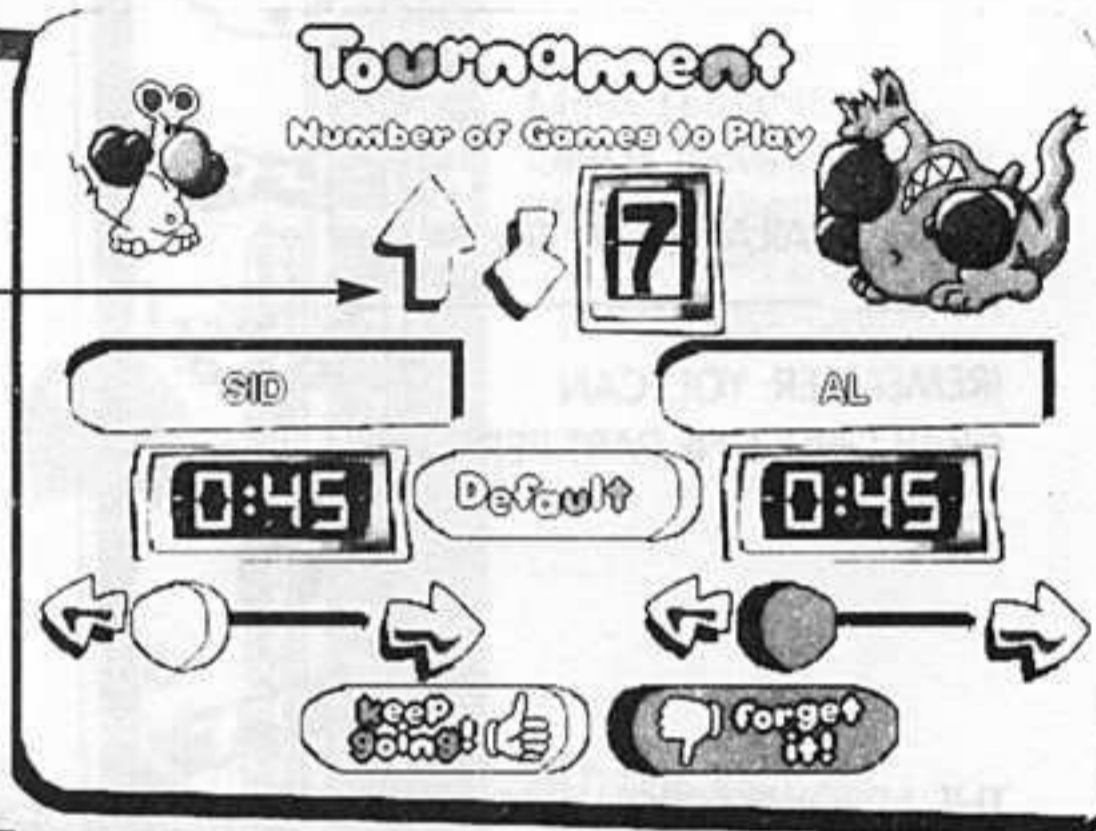 Tournament
Number of Games to Play
7
SID
AL
0:45
Default
0:45
keep
going!
forget
it!